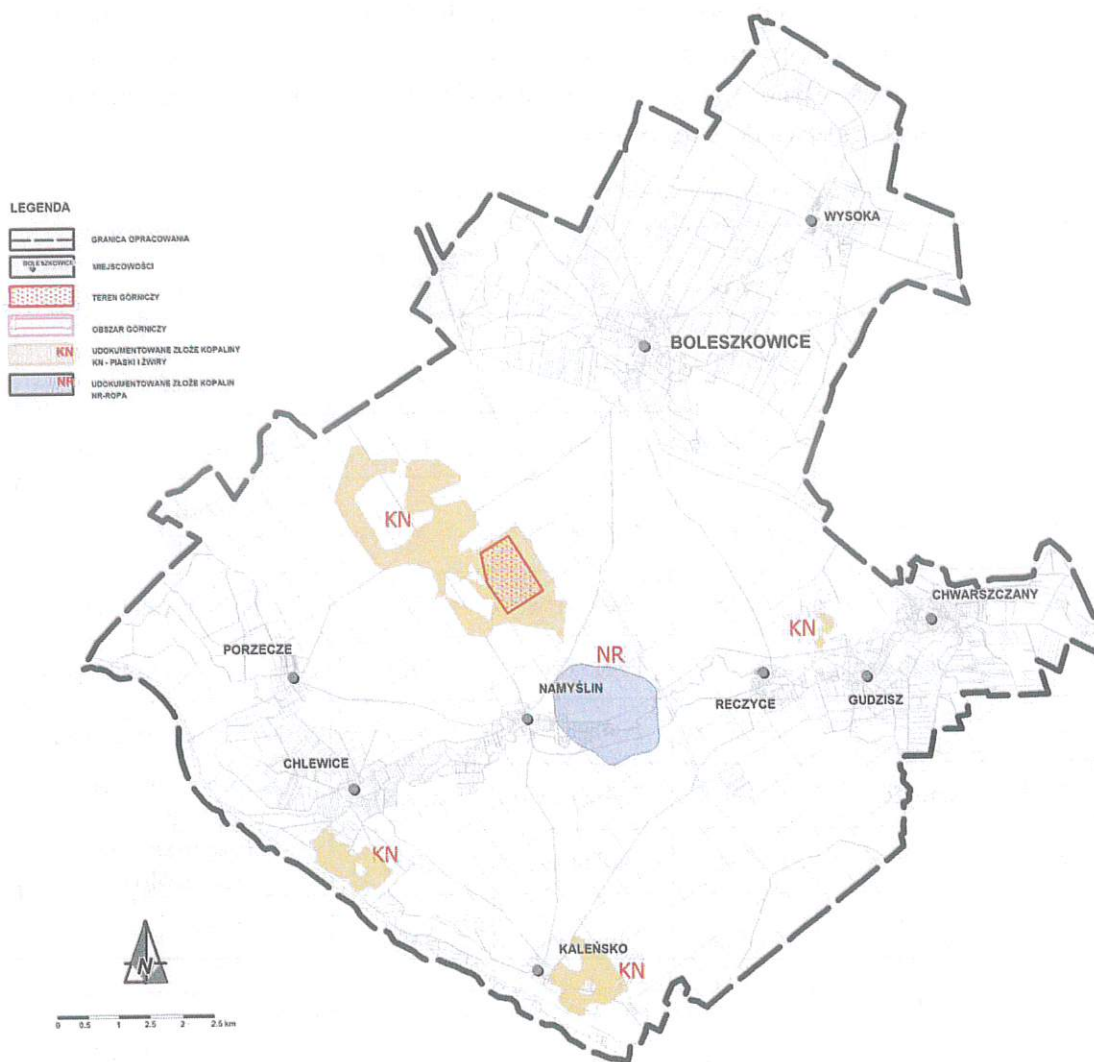 LEGENDA
GRANICA OPRACOWANIA
BOLESZKOWICE
MIEJSCOWOŚCI
TEREN GÓRNICZY
OBSZAR GÓRNICZY
KN
UDOKUMENTOWANE ZŁOŻE KOPALINY
KN - PIASKI I ŻWIRY
NR
UDOKUMENTOWANE ZŁOŻE KOPALIN
NR-ROPA
WYSOKA
BOLESZKOWICE
KN
CHWARSZCZANY
KN
PORZECZE
NR
NAMYŚLIN
RECZYCE
GUDZISZ
CHLEWICE
KN
KALEŃSKO
KN
N
0 0.5 1 2.5 2 2.5 km